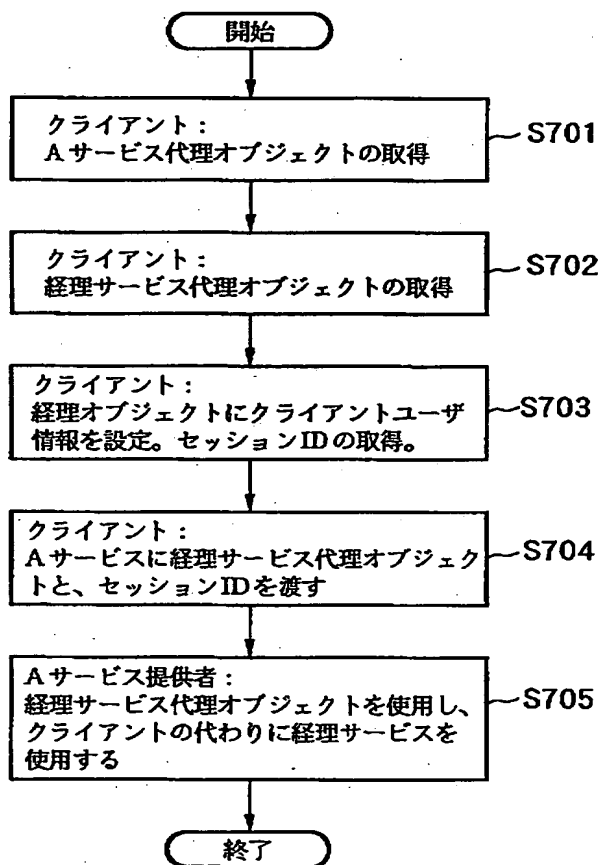 開始
クライアント：
Aサービス代理オブジェクトの取得
S701
クライアント：
経理サービス代理オブジェクトの取得
S702
クライアント：
経理オブジェクトにクライアントユーザ
情報を設定。セッションIDの取得。
S703
クライアント：
Aサービスに経理サービス代理オブジェク
トと、セッションIDを渡す
S704
Aサービス提供者：
経理サービス代理オブジェクトを使用し、
クライアントの代わりに経理サービスを
使用する
S705
終了